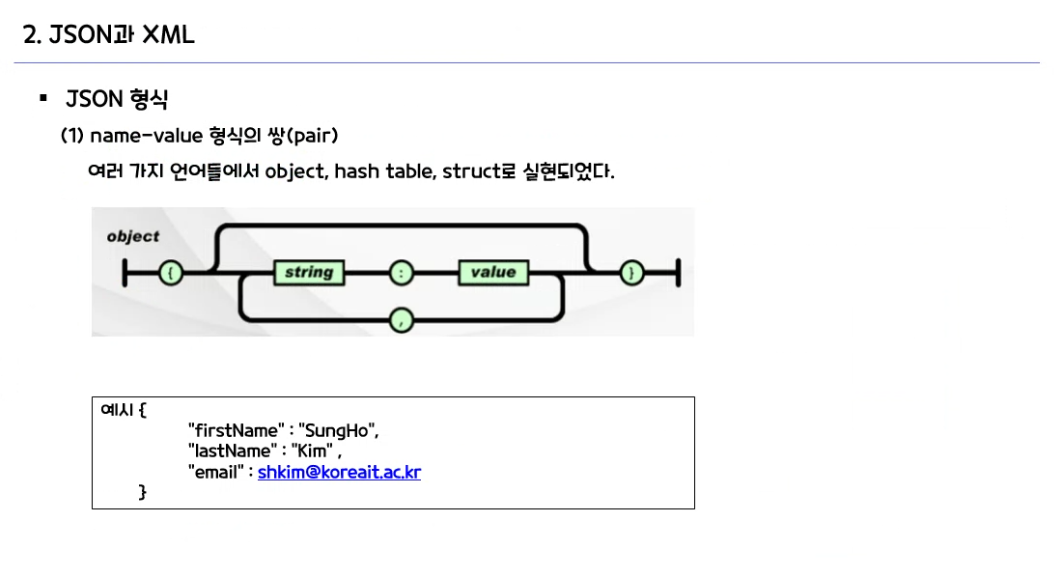 2. JSON과 XML
▪ JSON 형식
(1) name-value 형식의 쌍(pair)
여러 가지 언어들에서 object, hash table, struct로 실현되었다.
object
{ string : value }
,
예시 {
"firstName" : "SungHo",
"lastName" : "Kim" ,
"email" : shkim@koreait.ac.kr
}